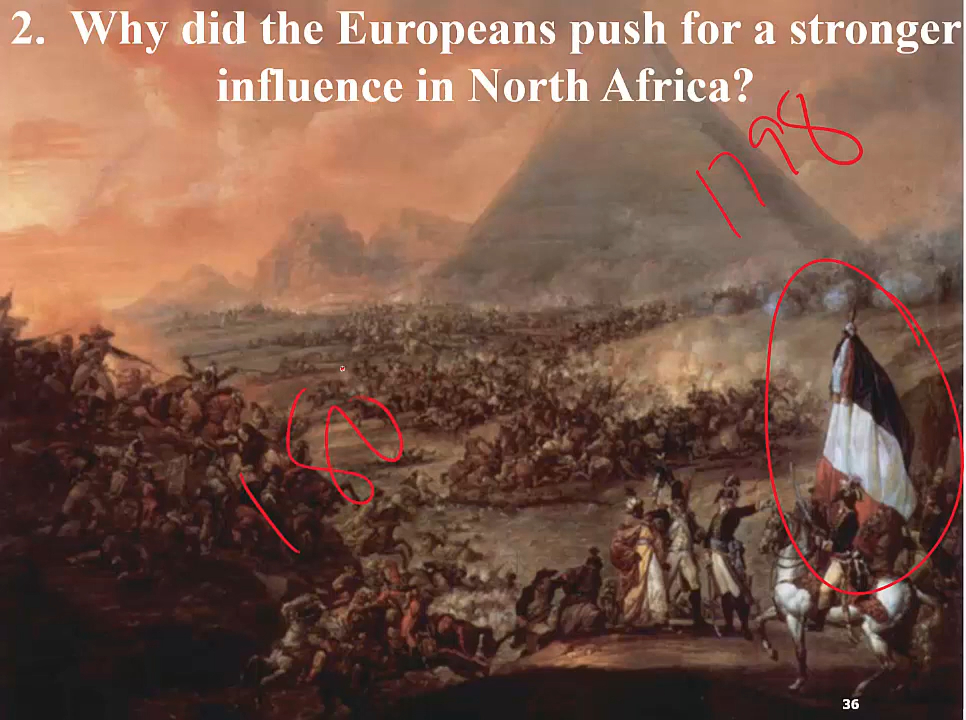 2. Why did the Europeans push for a stronger
influence in North Africa?
1798
36